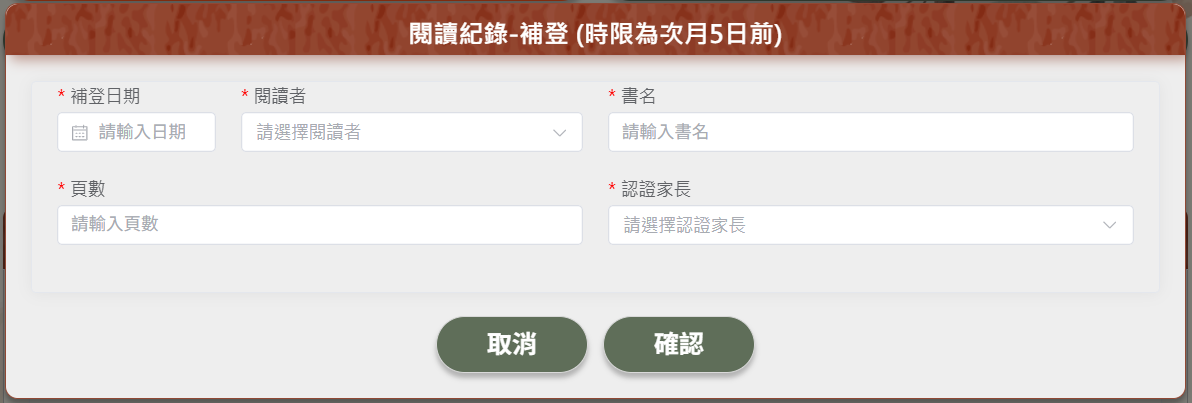 閱讀紀錄-補登 (時限為次月5日前)
* 補登日期
* 閱讀者
* 書名
請輸入日期
請選擇閱讀者
請輸入書名
* 頁數
* 認證家長
請輸入頁數
請選擇認證家長
取消
確認